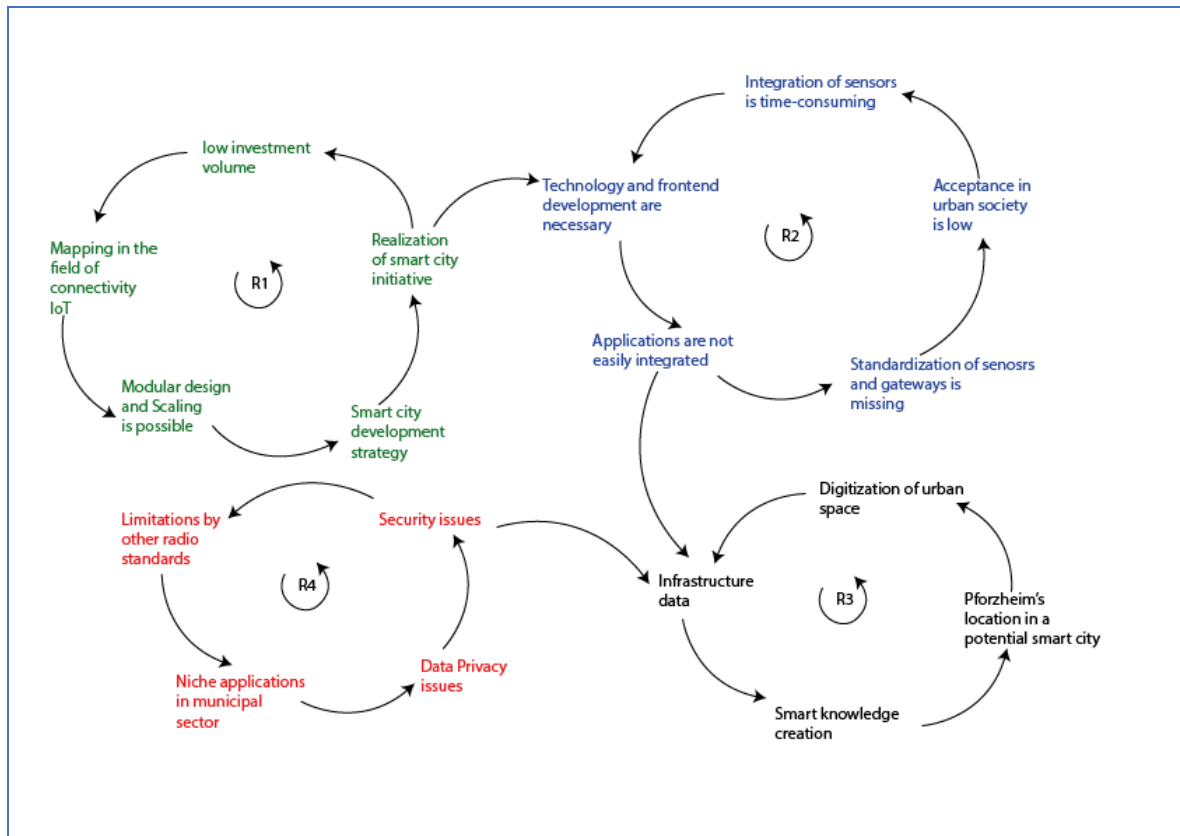 Integration of sensors
is time-consuming
low investment
volume
Technology and frontend
development are
necessary
Acceptance in
urban society
is low
R2
Mapping in the
field of
connectivity
IoT
Realization
of smart city
initiative
R1
Applications are not
easily integrated
Standardization of senosrs
and gateways is
missing
Modular design
and Scaling
is possible
Smart city
development
strategy
Limitations by
other radio
standards
Security issues
R4
Niche applications
in municipal
sector
Data Privacy
issues
Digitization of urban
space
Infrastructure
data
R3
Pforzheim's
location in a
potential smart city
Smart knowledge
creation